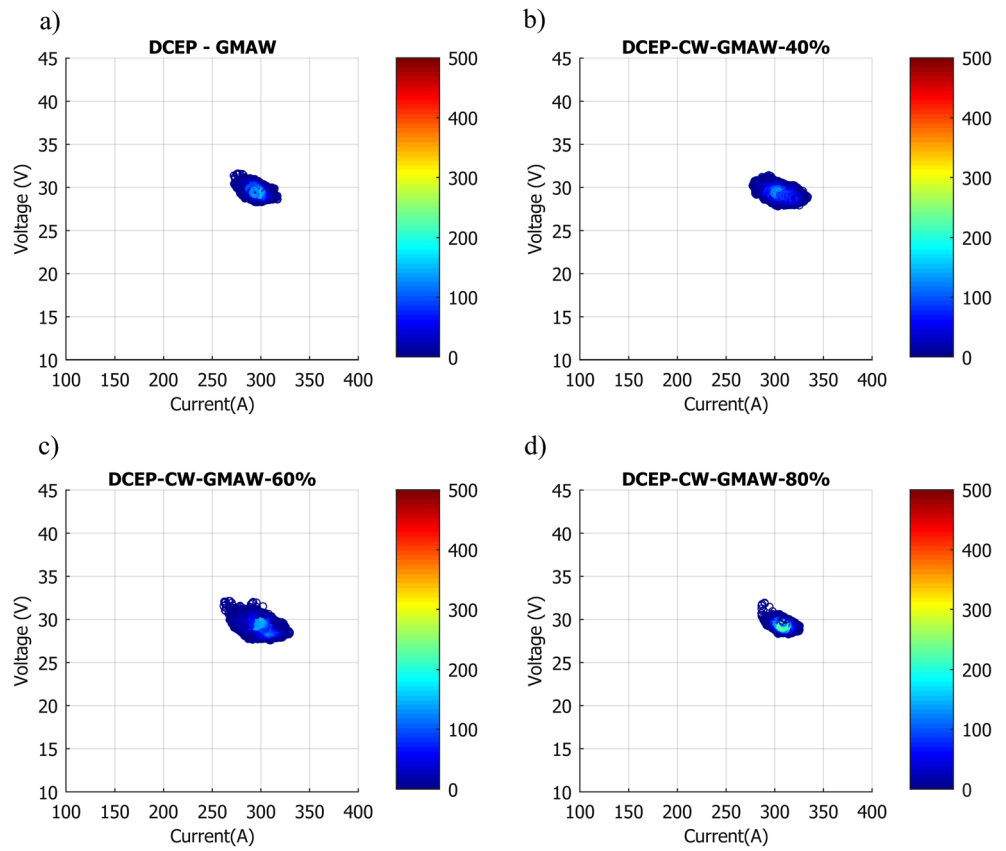 a)
DCEP - GMAW
45
40
35
30
25
20
15
10
Voltage (V)
100 150 200 250 300 350 400
Current(A)
500
400
300
200
100
0
b)
DCEP-CW-GMAW-40%
45
40
35
30
25
20
15
10
Voltage (V)
100 150 200 250 300 350 400
Current(A)
500
400
300
200
100
0
c)
DCEP-CW-GMAW-60%
45
40
35
30
25
20
15
10
Voltage (V)
100 150 200 250 300 350 400
Current(A)
500
400
300
200
100
0
d)
DCEP-CW-GMAW-80%
45
40
35
30
25
20
15
10
Voltage (V)
100 150 200 250 300 350 400
Current(A)
500
400
300
200
100
0